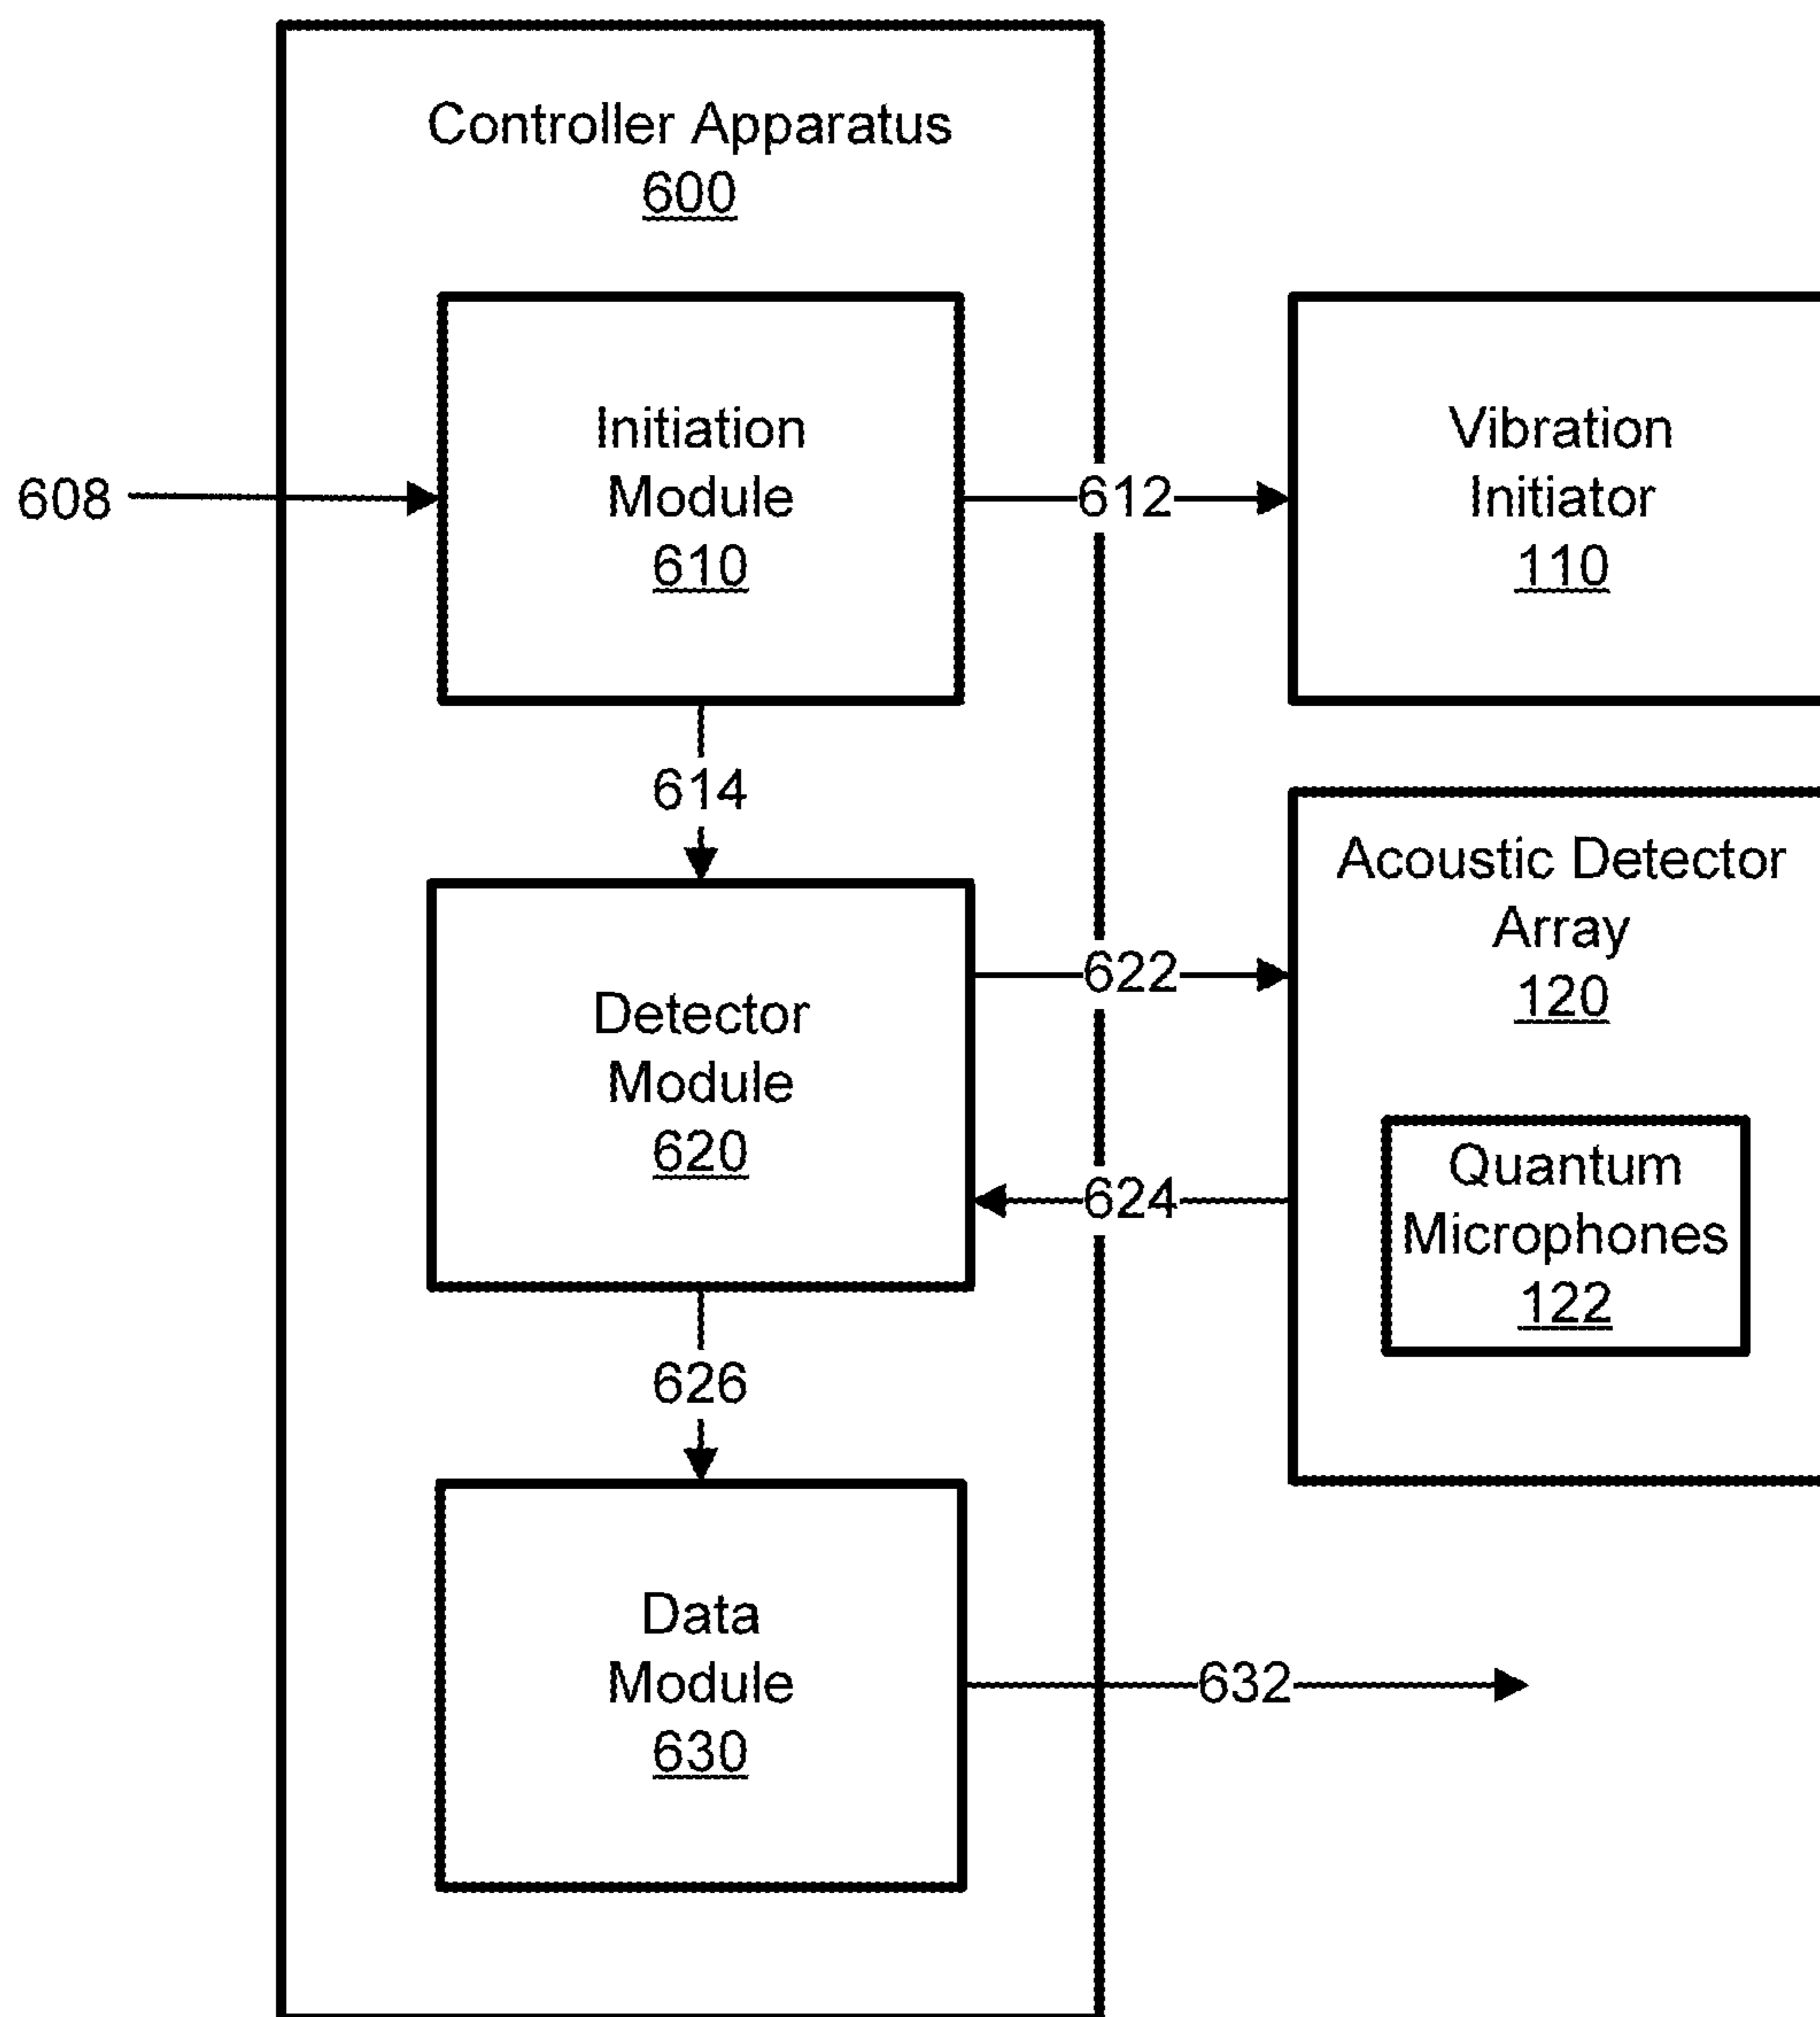 Controller Apparatus
600
608
Initiation
Module
610
612
Vibration
Initiator
110
614
Detector
Module
620
622
624
Acoustic Detector
Array
120
Quantum
Microphones
122
626
Data
Module
630
632